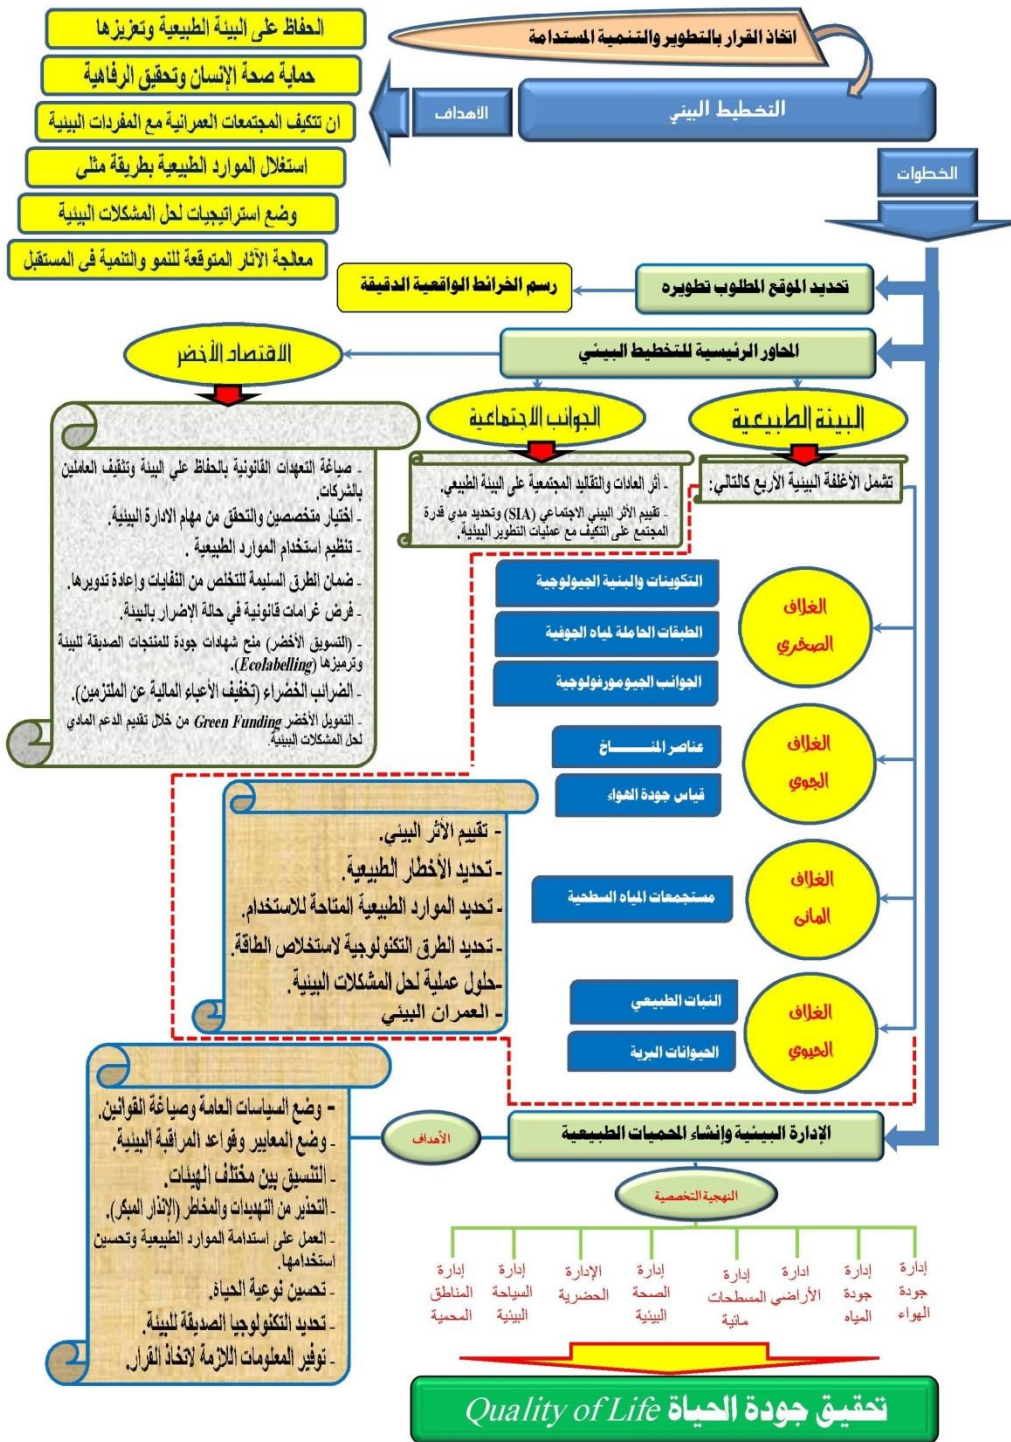 اتخاذ القرار بالتطوير والتنمية المستدامة
التخطيط البيئي
الأهداف
الحفاظ على البيئة الطبيعية وتعزيزها
حماية صحة الإنسان وتحقيق الرفاهية
ان تتكيف المجتمعات العمرانية مع المفردات البيئية
استغلال الموارد الطبيعية بطريقة مثلى
وضع استراتيجيات لحل المشكلات البيئية
معالجة الآثار المتوقعة للنمو والتنمية فى المستقبل
الخطوات
تحديد الموقع المطلوب تطويره
رسم الخرائط الواقعية الدقيقة
المحاور الرئيسية للتخطيط البيئي
البيئة الطبيعية
الجوانب الاجتماعية
الاقتصاد الأخضر
تشمل الأغلفة البيئية الأربع كالتالي:
- أثر العادات والتقاليد المجتمعية على البيئة الطبيعي.
- تقييم الأثر البيئي الاجتماعي (SIA) وتحديد مدي قدرة
المجتمع على التكيف مع عمليات التطوير البيئية.
- صياغة التعهدات القانونية بالحفاظ علي البيئة وتثقيف العاملين
بالشركات.
- اختيار متخصصين والتحقق من مهام الادارة البيئية.
- تنظيم استخدام الموارد الطبيعية .
- ضمان الطرق السليمة للتخلص من النفايات وإعادة تدويرها.
- فرض غرامات قانونية في حالة الإضرار بالبيئة.
- (التسويق الأخضر) منح شهادات جودة للمنتجات الصديقة للبيئة
وترميزها (Ecolabelling).
- الضرائب الخضراء (تخفيف الأعباء المالية عن الملتزمين).
- التمويل الأخضر Green Funding من خلال تقديم الدعم المادي
لحل المشكلات البيئية.
الغلاف
الصخري
التكوينات والبنية الجيولوجية
الطبقات الحاملة لمياه الجوفية
الجوانب الجيومورفولوجية
الغلاف
الجوي
عناصر المنـــــاخ
قياس جودة الهواء
الغلاف
المائى
مستجمعات المياه السطحية
الغلاف
الحيوي
النبات الطبيعي
الحيوانات البرية
- تقييم الأثر البيئي.
- تحديد الأخطار الطبيعية.
- تحديد الموارد الطبيعية المتاحة للاستخدام.
- تحديد الطرق التكنولوجية لاستخلاص الطاقة.
-حلول عملية لحل المشكلات البيئية.
- العمران البيئي
الإدارة البيئية وإنشاء المحميات الطبيعية
الأهداف
- وضع السياسات العامة وصياغة القوانين.
- وضع المعايير وقواعد المراقبة البيئية.
- التنسيق بين مختلف الهيئات.
- التحذير من التهديدات والمخاطر (الإنذار المبكر).
- العمل على استدامة الموارد الطبيعية وتحسين
استخدامها.
- تحسين نوعية الحياة.
- تحديد التكنولوجيا الصديقة للبيئة.
- توفير المعلومات اللازمة لاتخاذ القرار.
النهجية التخصصية
إدارة
جودة
الهواء
إدارة
جودة
المياه
ادارة
الأراضي
إدارة
المسطحات
مائية
إدارة
الصحة
البيئية
الإدارة
الحضرية
إدارة
السياحة
البيئية
إدارة
المناطق
المحمية
تحقيق جودة الحياة Quality of Life